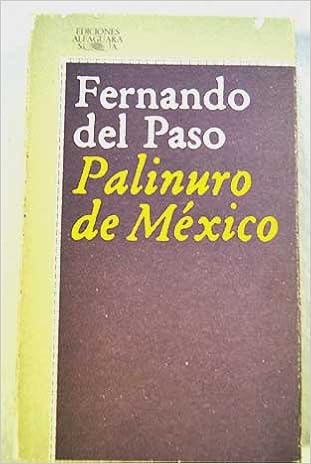 EDICIONES
ALFAGUARA
S A
Fernando
del Paso
Palinuro
de México